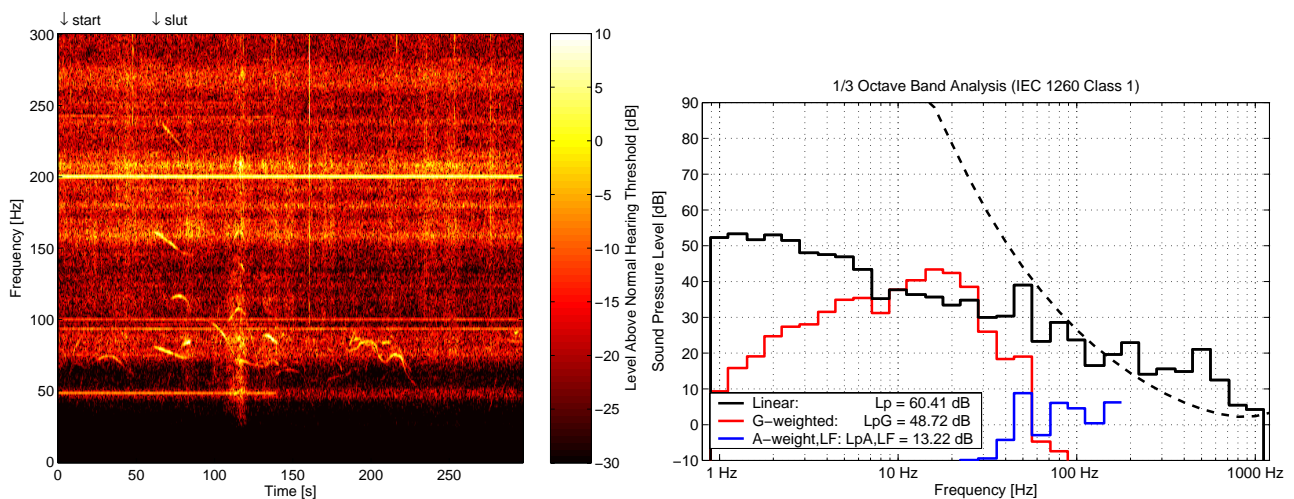 ↓ start
↓ slut
300
250
200
150
100
50
0
Frequency [Hz]
0
50
100
150
200
250
Time [s]
10
5
0
−5
−10
−15
−20
−25
−30
Level Above Normal Hearing Threshold [dB]
1/3 Octave Band Analysis (IEC 1260 Class 1)
90
80
70
60
50
40
30
20
10
0
−10
Sound Pressure Level [dB]
Linear: Lp = 60.41 dB
G−weighted: LpG = 48.72 dB
A−weight,LF: LpA,LF = 13.22 dB
1 Hz
10 Hz
100 Hz
1000 Hz
Frequency [Hz]